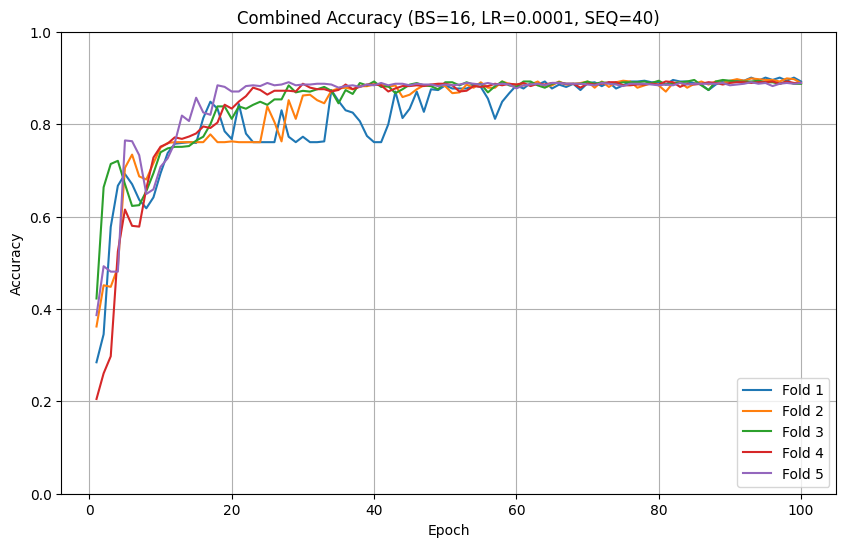 Combined Accuracy (BS=16, LR=0.0001, SEQ=40)
1.0
0.8
0.6
0.4
0.2
0.0
Accuracy
0 20 40 60 80 100
Epoch
Fold 1
Fold 2
Fold 3
Fold 4
Fold 5